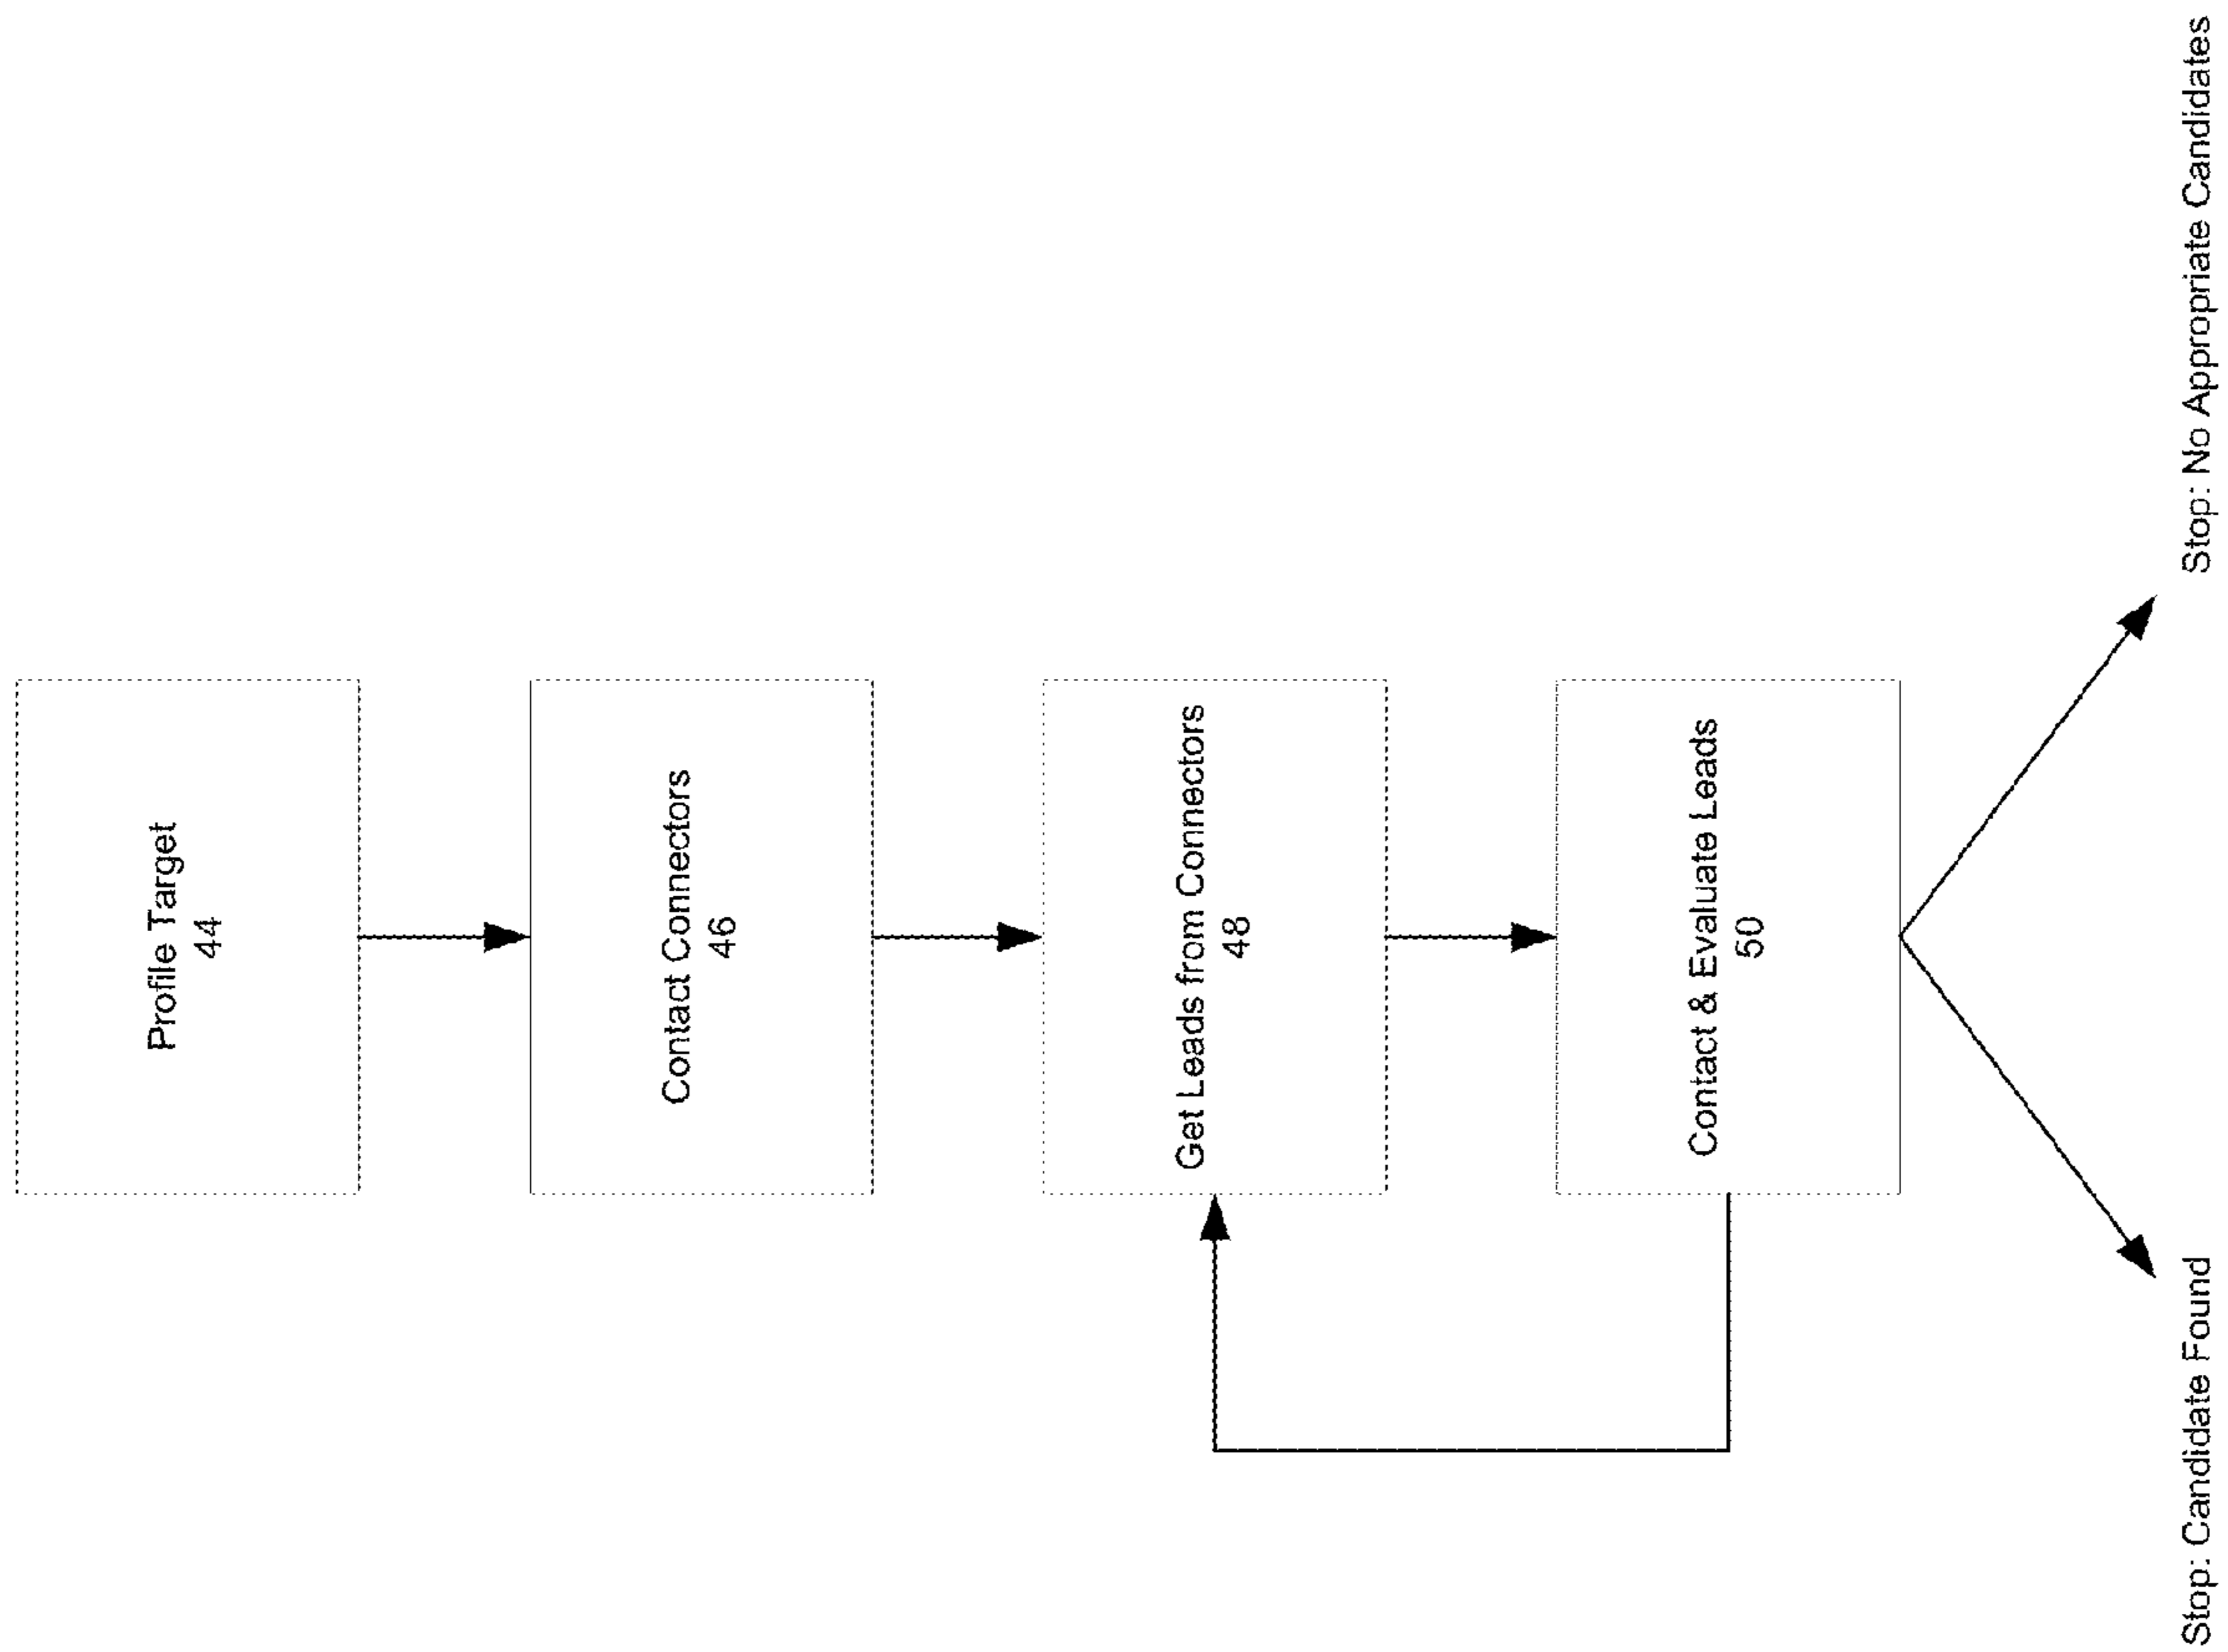 Profile Target
44
Contact Connectors
46
Get Leads from Connectors
48
Contact & Evaluate Leads
50
Stop: Candidate Found
Stop: No Appropriate Candidates